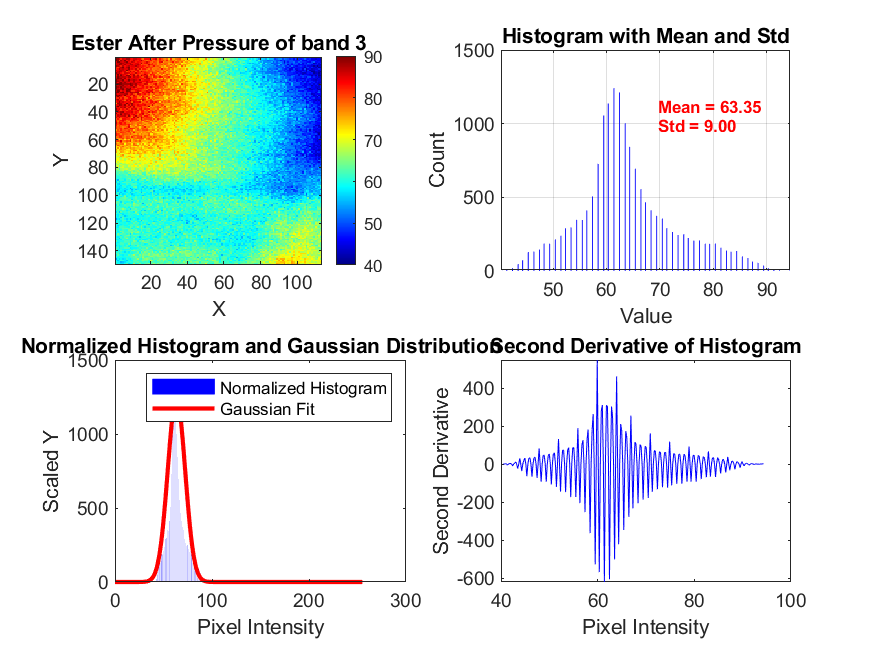 Ester After Pressure of band 3
20
40
60
80
100
120
140
Y
20 40 60 80 100
X
90
80
70
60
50
40
Histogram with Mean and Std
1500
1000
500
0
Count
Mean = 63.35
Std = 9.00
50 60 70 80 90
Value
Normalized Histogram and Gaussian Distribution
1500
1000
500
0
Scaled Y
Normalized Histogram
Gaussian Fit
0 100 200 300
Pixel Intensity
Second Derivative of Histogram
400
200
0
-200
-400
-600
Second Derivative
40 60 80 100
Pixel Intensity